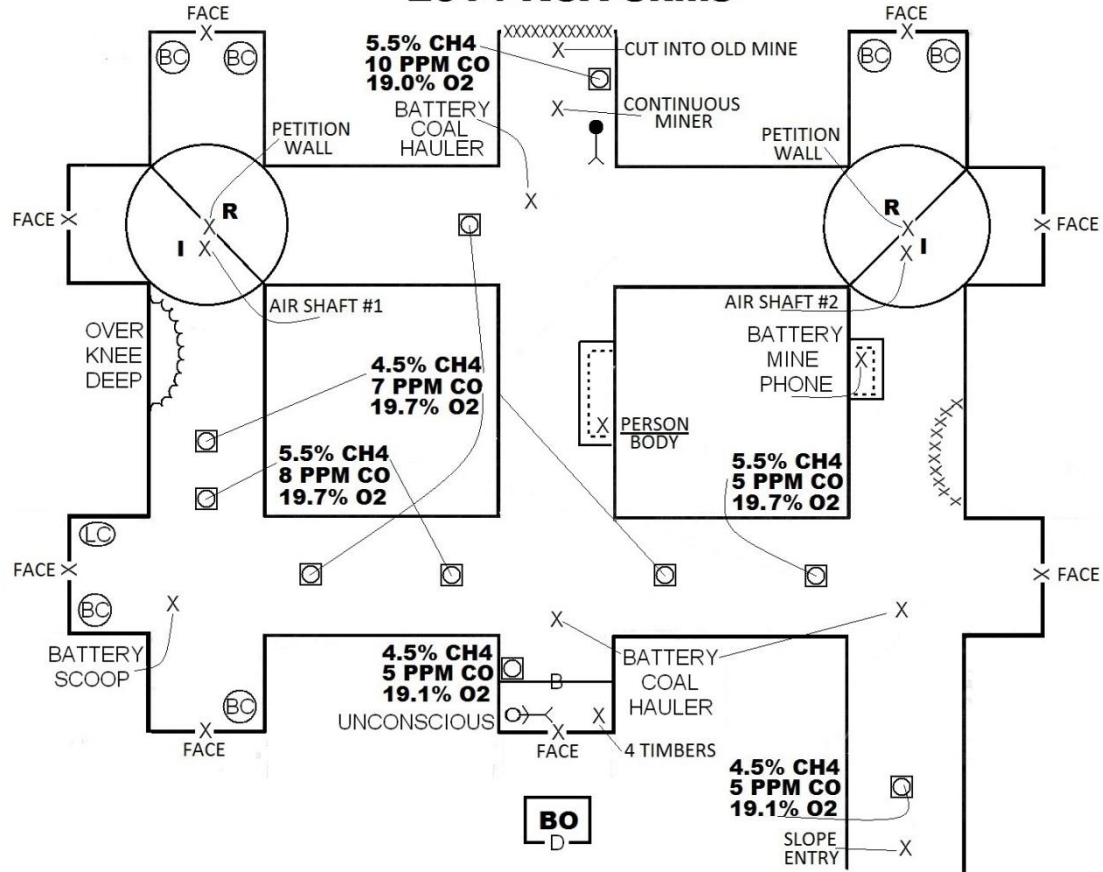 FACE
FACE
5.5% CH4
10 PPM CO
19.0% O2
XXXXXXXXXXXX
X
X
BC
BC
X CUT INTO OLD MINE
BC
BC
BATTERY
COAL
HAULER
X CONTINUOUS
MINER
PETITION
WALL
PETITION
WALL
X
FACE X
R
X
I X
R
X
I
X
X FACE
AIR SHAFT #1
AIR SHAFT #2
OVER
KNEE
DEEP
BATTERY
MINE
PHONE
X
4.5% CH4
7 PPM CO
19.7% O2
X PERSON
BODY
5.5% CH4
8 PPM CO
19.7% O2
5.5% CH4
5 PPM CO
19.7% O2
LC
FACE X
X FACE
BC
X
X
X
BATTERY
SCOOP
4.5% CH4
5 PPM CO
19.1% O2
BATTERY
COAL
HAULER
B
BC
UNCONSCIOUS
X
X
X
FACE
FACE
4 TIMBERS
4.5% CH4
5 PPM CO
19.1% O2
BO
D
SLOPE
ENTRY
X